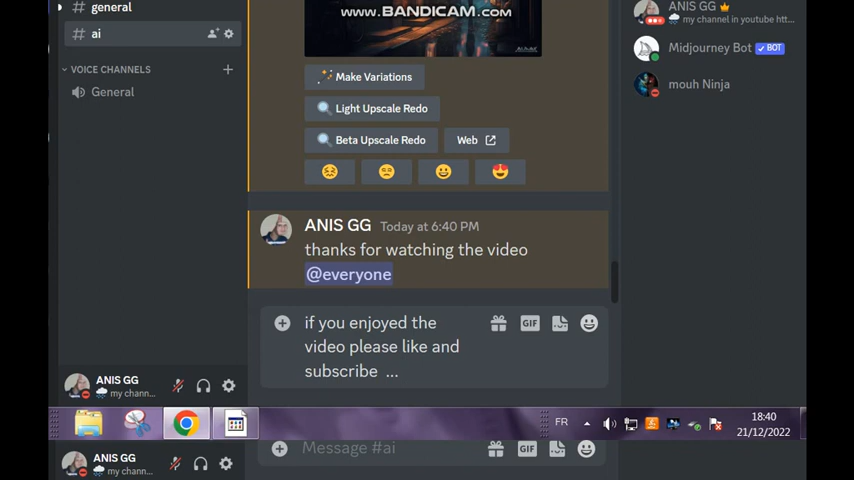 general
ai
VOICE CHANNELS
General
www.BANDICAM.com
Make Variations
Light Upscale Redo
Beta Upscale Redo
Web
ANIS GG Today at 6:40 PM
thanks for watching the video
@everyone
if you enjoyed the
video please like and
subscribe ...
GIF
ANIS GG
my channel in youtube htt...
Midjourney Bot BOT
mouh Ninja
ANIS GG
my chann...
FR
18:40
21/12/2022
Message #ai
GIF
ANIS GG
my chann...